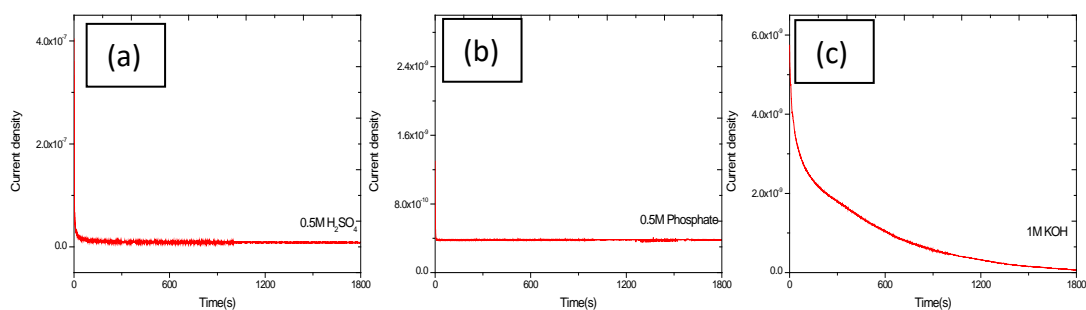 (a)
4.0x10⁻⁷
2.0x10⁻⁷
0.0
0
600
1200
1800
Current density
Time(s)
0.5M H₂SO₄
(b)
2.4x10⁻⁹
1.6x10⁻⁹
8.0x10⁻¹⁰
0.0
0
600
1200
1800
Current density
Time(s)
0.5M Phosphate
(c)
6.0x10⁻⁹
4.0x10⁻⁹
2.0x10⁻⁹
0.0
0
600
1200
1800
Current density
Time(s)
1M KOH